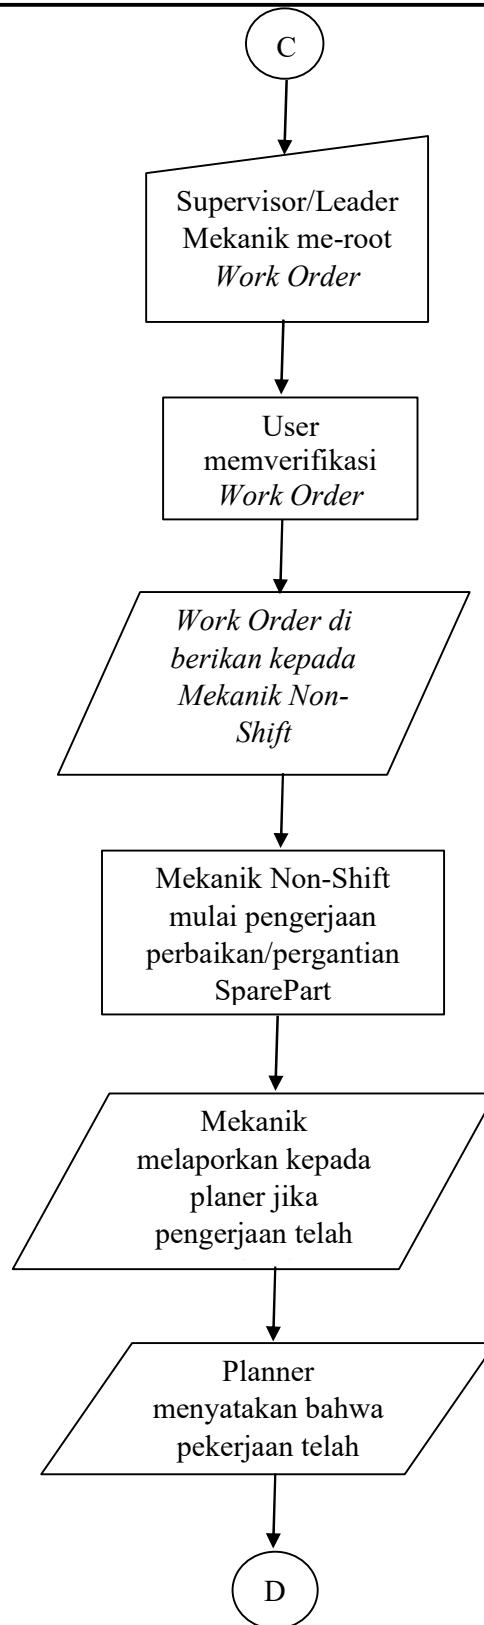 C
Supervisor/Leader
Mekanik me-root
Work Order
User
memverifikasi
Work Order
Work Order di
berikan kepada
Mekanik Non-
Shift
Mekanik Non-Shift
mulai pengerjaan
perbaikan/pergantian
SparePart
Mekanik
melaporkan kepada
planer jika
pengerjaan telah
Planner
menyatakan bahwa
pekerjaan telah
D